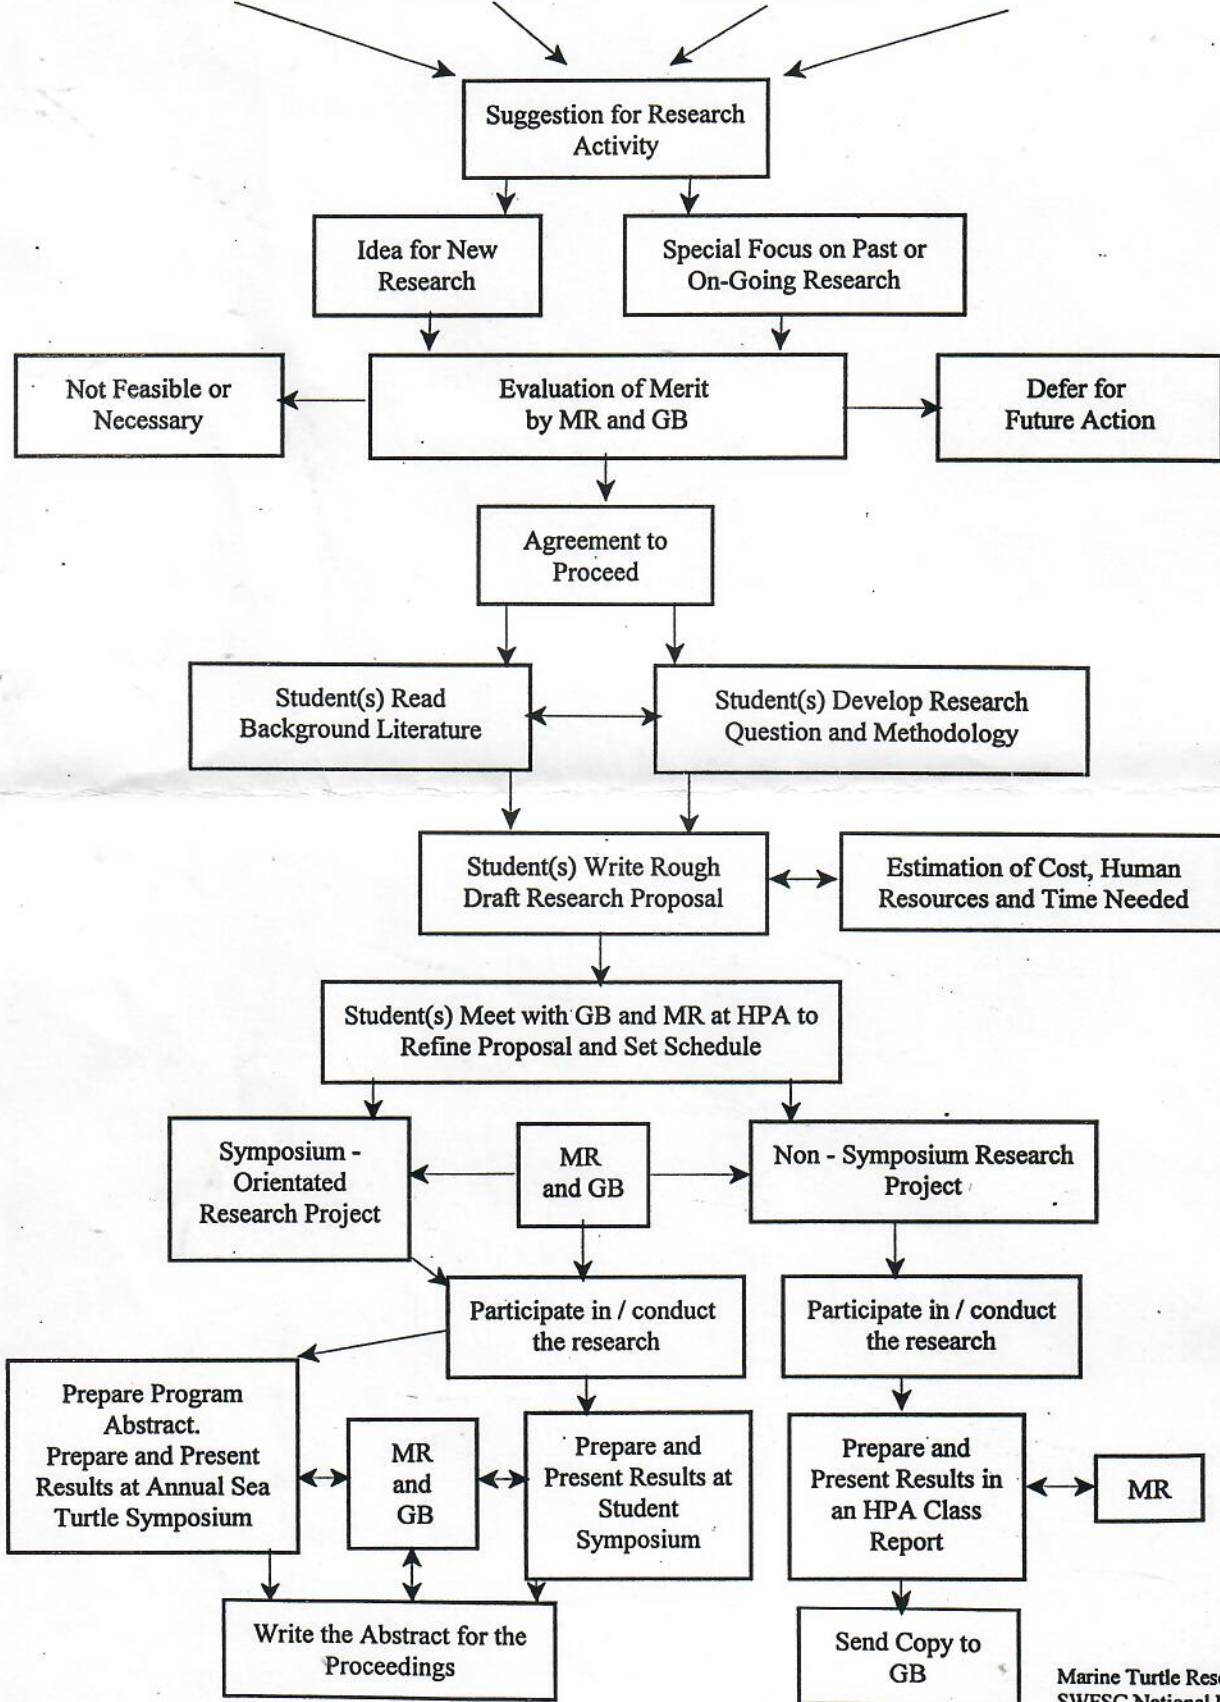 Suggestion for Research
Activity
Idea for New
Research
Special Focus on Past or
On-Going Research
Not Feasible or
Necessary
Evaluation of Merit
by MR and GB
Defer for
Future Action
Agreement to
Proceed
Student(s) Read
Background Literature
Student(s) Develop Research
Question and Methodology
Student(s) Write Rough
Draft Research Proposal
Estimation of Cost, Human
Resources and Time Needed
Student(s) Meet with GB and MR at HPA to
Refine Proposal and Set Schedule
Symposium -
Orientated
Research Project
MR
and GB
Non - Symposium Research
Project
Participate in / conduct
the research
Participate in / conduct
the research
Prepare Program
Abstract.
Prepare and Present
Results at Annual Sea
Turtle Symposium
MR
and
GB
Prepare and
Present Results at
Student
Symposium
Prepare and
Present Results in
an HPA Class
Report
MR
Write the Abstract for the
Proceedings
Send Copy to
GB
Marine Turtle
SWFSC National